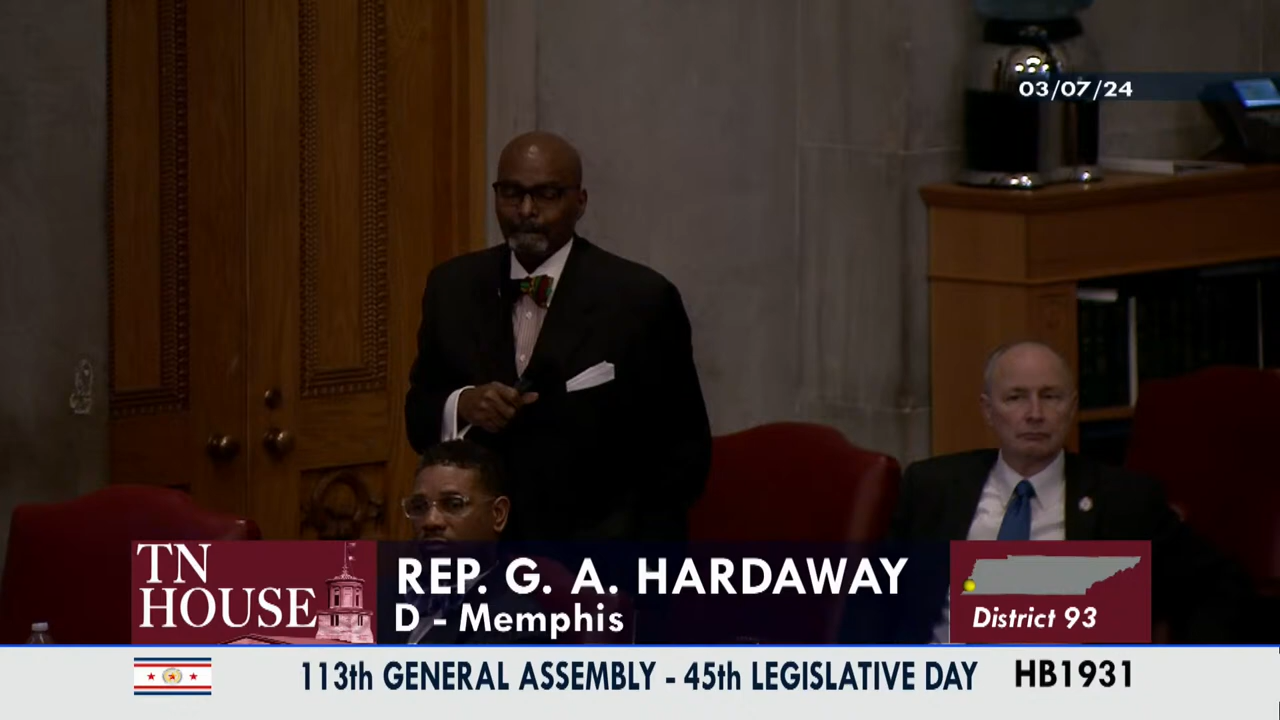 03/07/24
TN
HOUSE
REP. G. A. HARDAWAY
D - Memphis
District 93
113th GENERAL ASSEMBLY - 45th LEGISLATIVE DAY
HB1931